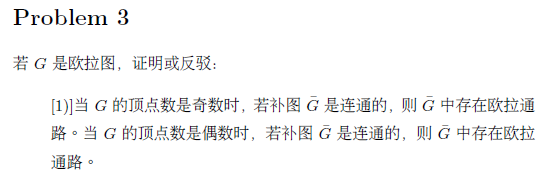 Problem 3
若 G 是欧拉图，证明或反驳：
[1)]当 G 的顶点数是奇数时，若补图 Ḡ 是连通的，则 Ḡ 中存在欧拉通
路。当 G 的顶点数是偶数时，若补图 Ḡ 是连通的，则 Ḡ 中存在欧拉
通路。